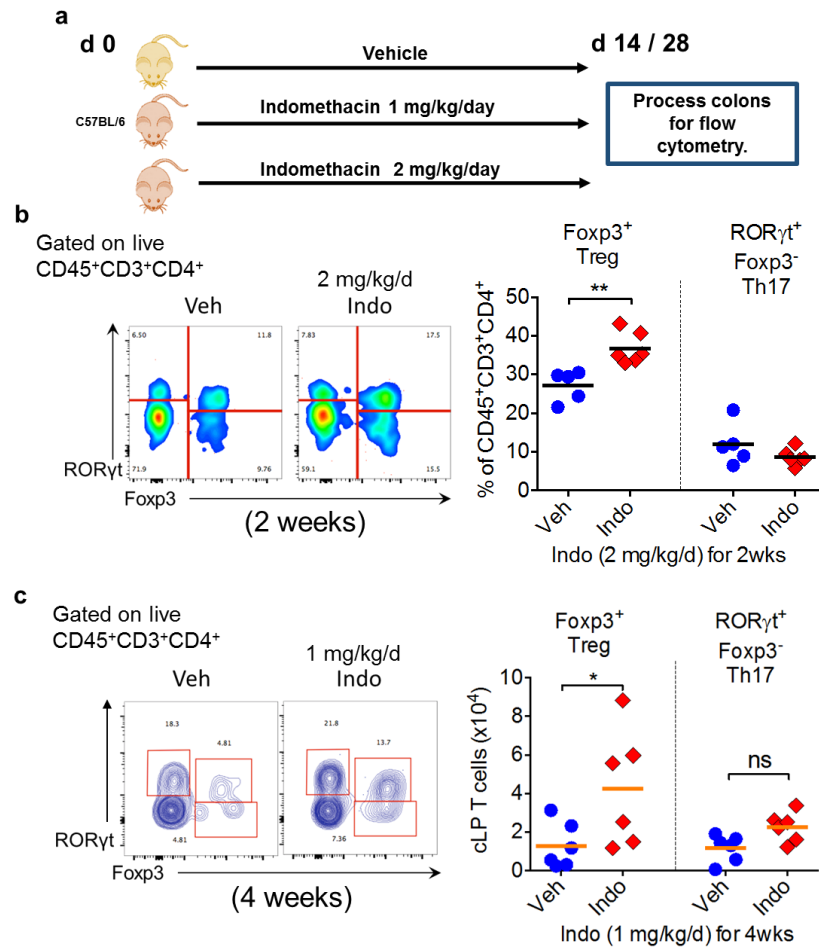 a
d 0
Vehicle
d 14 / 28
C57BL/6
Indomethacin 1 mg/kg/day
Indomethacin 2 mg/kg/day
Process colons
for flow
cytometry.
b
Gated on live
CD45+CD3+CD4+
Veh
2 mg/kg/d
Indo
6.50
11.8
71.9
9.76
7.83
17.5
59.1
15.5
RORγt
Foxp3
(2 weeks)
Foxp3+
Treg
RORγt+
Foxp3-
Th17
% of CD45+CD3+CD4+
50
40
30
20
10
0
**
Veh
Indo
Veh
Indo
Indo (2 mg/kg/d) for 2wks
c
Gated on live
CD45+CD3+CD4+
Veh
1 mg/kg/d
Indo
18.3
4.81
4.81
21.8
13.7
7.36
RORγt
Foxp3
(4 weeks)
Foxp3+
Treg
RORγt+
Foxp3-
Th17
cLP T cells (x10⁴)
10
8
6
4
2
0
*
ns
Veh
Indo
Veh
Indo
Indo (1 mg/kg/d) for 4wks